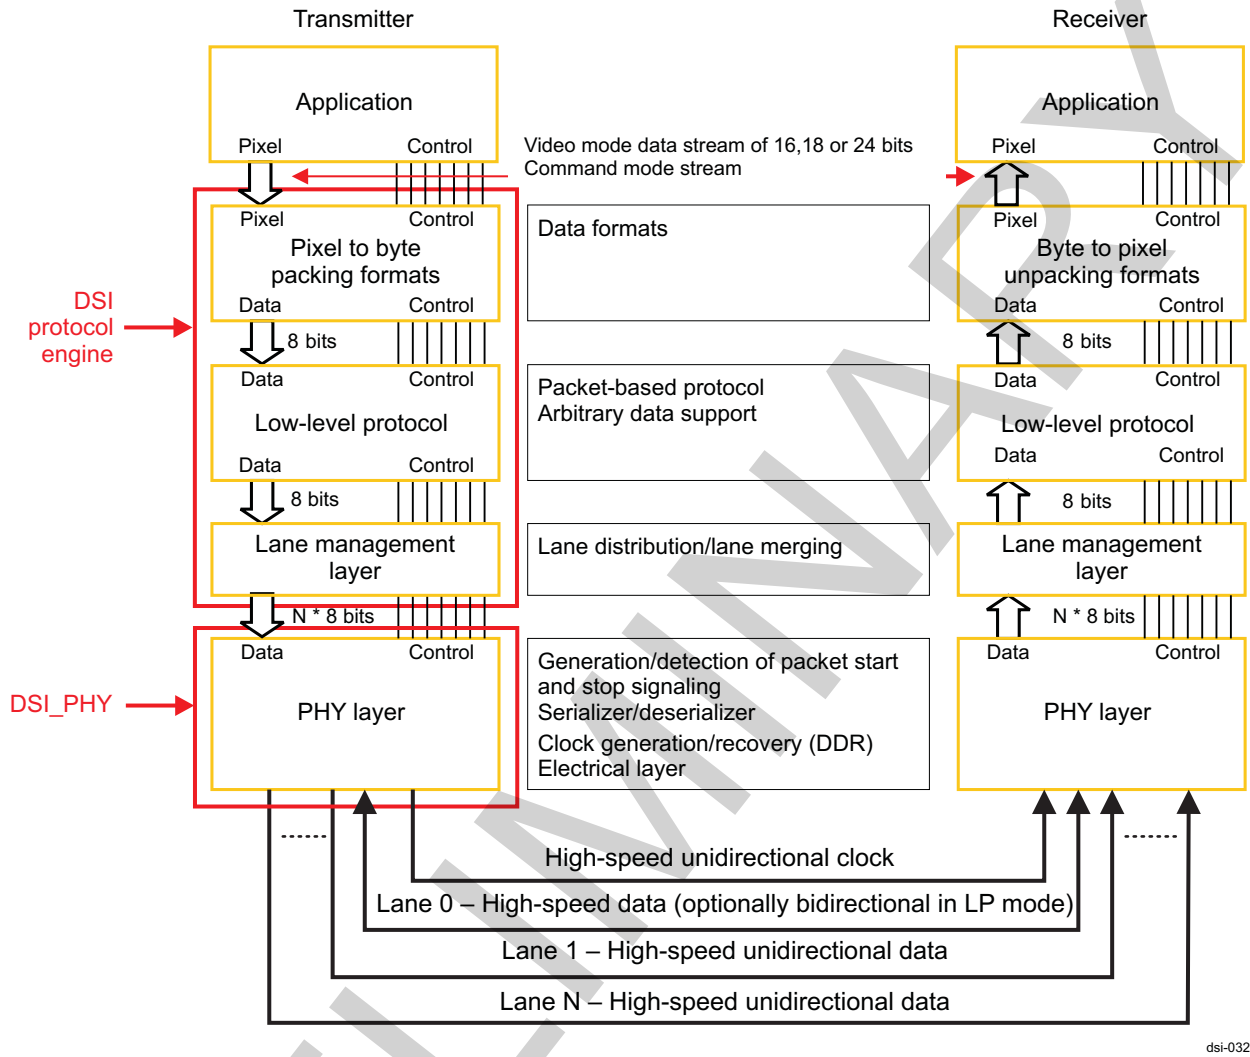 Transmitter
Receiver
Application
Pixel
Control
Application
Pixel
Control
Video mode data stream of 16,18 or 24 bits
Command mode stream
Pixel
Control
Pixel to byte
packing formats
Data
Control
Data formats
Pixel
Control
Byte to pixel
unpacking formats
Data
Control
DSI
protocol
engine
8 bits
8 bits
Data
Control
Low-level protocol
Data
Control
Packet-based protocol
Arbitrary data support
Data
Control
Low-level protocol
Data
Control
8 bits
8 bits
Lane management
layer
Lane distribution/lane merging
Lane management
layer
N * 8 bits
N * 8 bits
Data
Control
PHY layer
DSI_PHY
Generation/detection of packet start
and stop signaling
Serializer/deserializer
Clock generation/recovery (DDR)
Electrical layer
Data
Control
PHY layer
High-speed unidirectional clock
Lane 0 – High-speed data (optionally bidirectional in LP mode)
Lane 1 – High-speed unidirectional data
Lane N – High-speed unidirectional data
dsi-032
LIMINARY